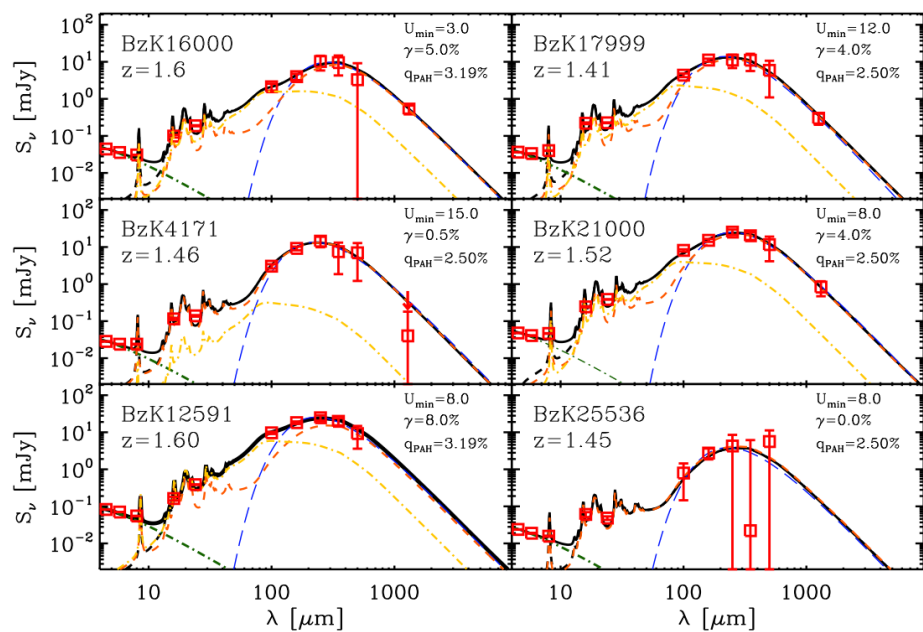 BzK16000
z=1.6
U_min=3.0
γ=5.0%
q_PAH=3.19%
BzK17999
z=1.41
U_min=12.0
γ=4.0%
q_PAH=2.50%
S_ν [mJy]
10^2
10^1
10^0
10^-1
10^-2
BzK4171
z=1.46
U_min=15.0
γ=0.5%
q_PAH=2.50%
BzK21000
z=1.52
U_min=8.0
γ=4.0%
q_PAH=2.50%
S_ν [mJy]
10^2
10^1
10^0
10^-1
10^-2
BzK12591
z=1.60
U_min=8.0
γ=8.0%
q_PAH=3.19%
BzK25536
z=1.45
U_min=8.0
γ=0.0%
q_PAH=2.50%
S_ν [mJy]
10^2
10^1
10^0
10^-1
10^-2
10 100 1000 10 100 1000
λ [μm] λ [μm]